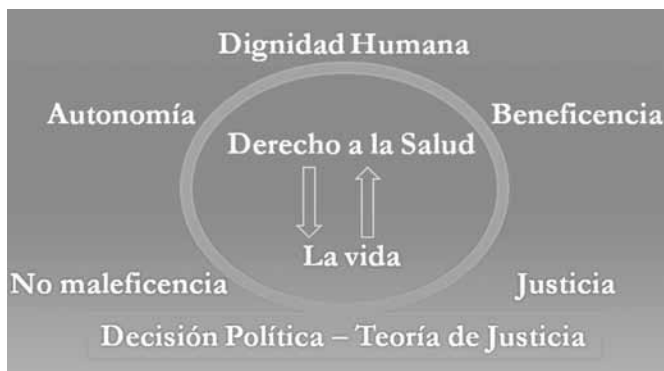 Dignidad Humana
Autonomía
Beneficencia
Derecho a la Salud
La vida
No maleficencia
Justicia
Decisión Política – Teoría de Justicia